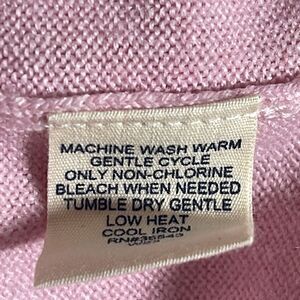 MACHINE WASH WARM
GENTLE CYCLE
ONLY NON-CHLORINE
BLEACH WHEN NEEDED
TUMBLE DRY GENTLE
LOW HEAT
COOL IRON